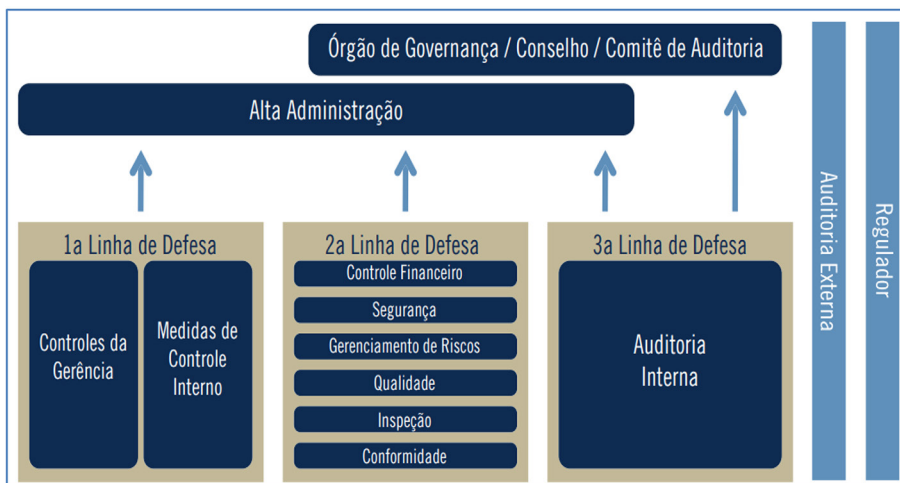 Órgão de Governança / Conselho / Comitê de Auditoria
Alta Administração
1a Linha de Defesa
Controles da
Gerência
Medidas de
Controle
Interno
2a Linha de Defesa
Controle Financeiro
Segurança
Gerenciamento de Riscos
Qualidade
Inspeção
Conformidade
3a Linha de Defesa
Auditoria
Interna
Auditoria Externa
Regulador